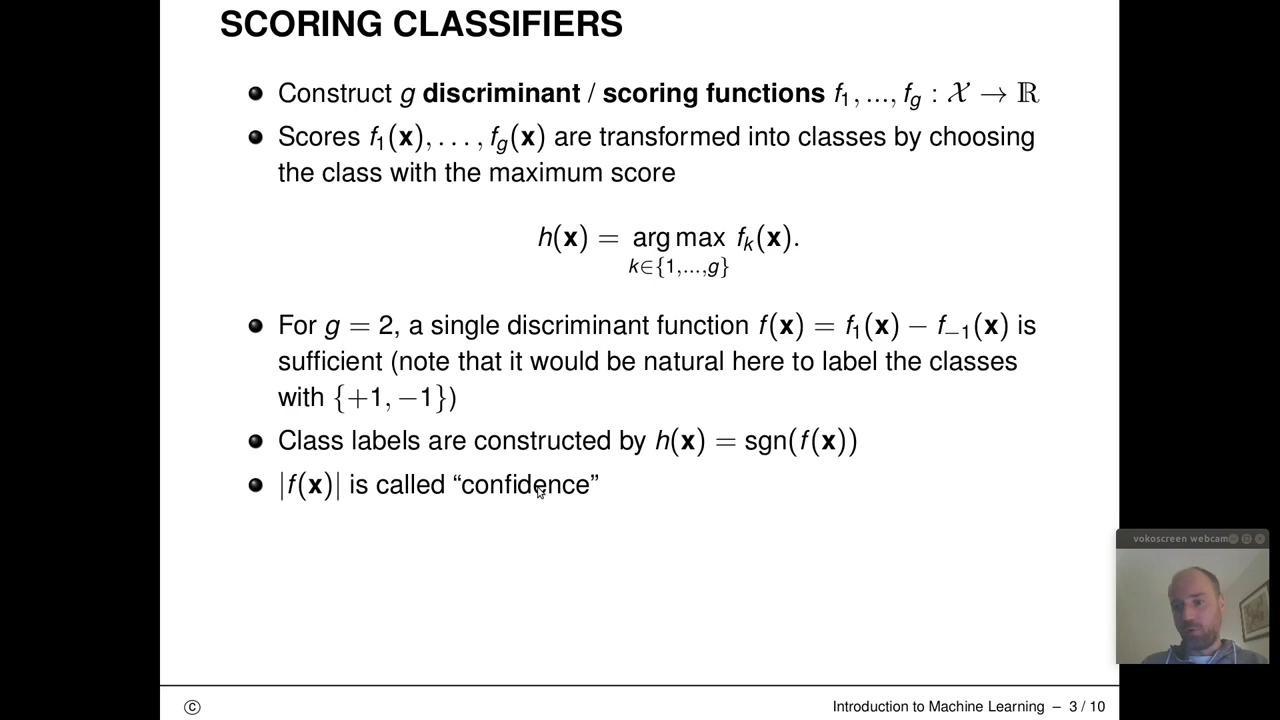 SCORING CLASSIFIERS
Construct g discriminant / scoring functions f₁, ..., f_g : 𝒳 → ℝ
Scores f₁(x), . . . , f_g(x) are transformed into classes by choosing
the class with the maximum score
h(x) = arg max f_k(x).
k∈{1,...,g}
For g = 2, a single discriminant function f(x) = f₁(x) − f₋₁(x) is
sufficient (note that it would be natural here to label the classes
with {+1, −1})
Class labels are constructed by h(x) = sgn(f(x))
|f(x)| is called “confidence”
vokoscreen webcam
©
Introduction to Machine Learning – 3 / 10